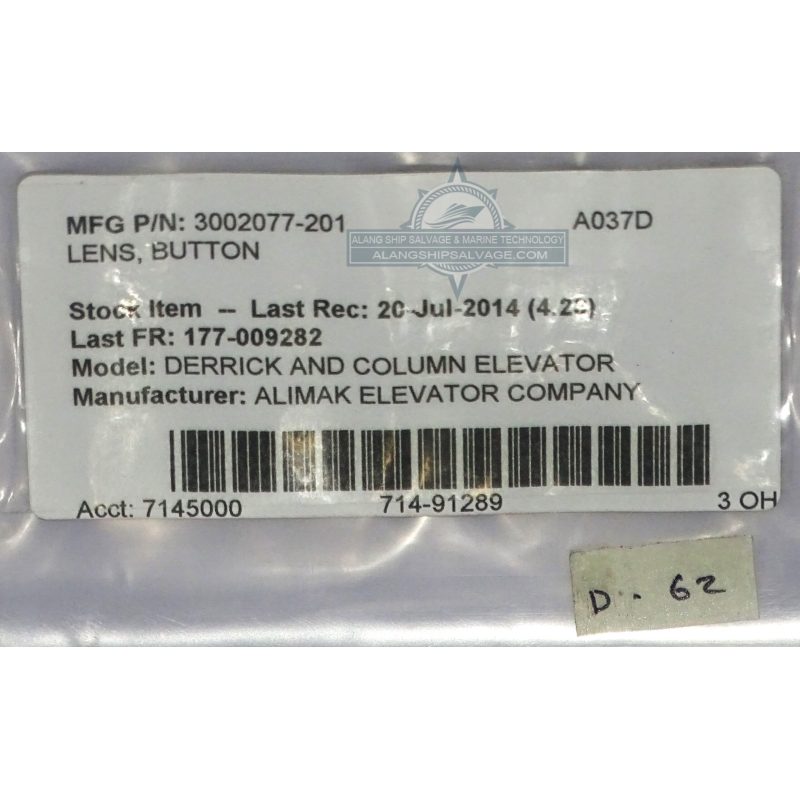 MFG P/N: 3002077-201 A037D
LENS, BUTTON
ALANG SHIP SALVAGE & MARINE TECHNOLOGY
ALANGSHIPSALVAGE.COM
Stock Item -- Last Rec: 20-Jul-2014
Last FR: 177-009282
Model: DERRICK AND COLUMN ELEVATOR
Manufacturer: ALIMAK ELEVATOR COMPANY
Acct: 7145000 714-91289 3 OH
D - 62